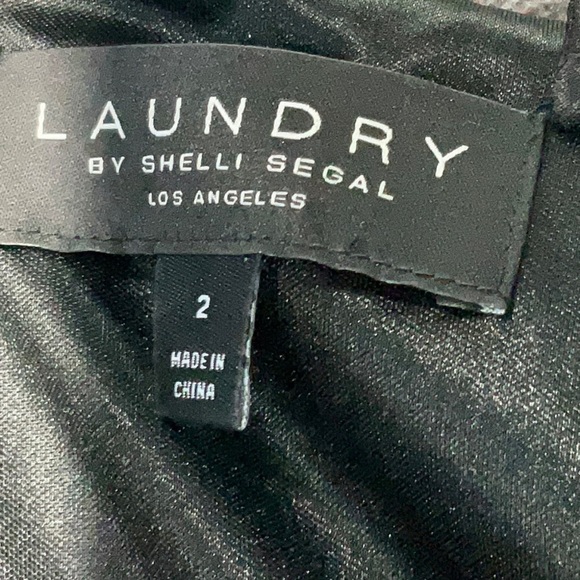 LAUNDRY
BY SHELLI SEGAL
LOS ANGELES
2
MADE IN
CHINA